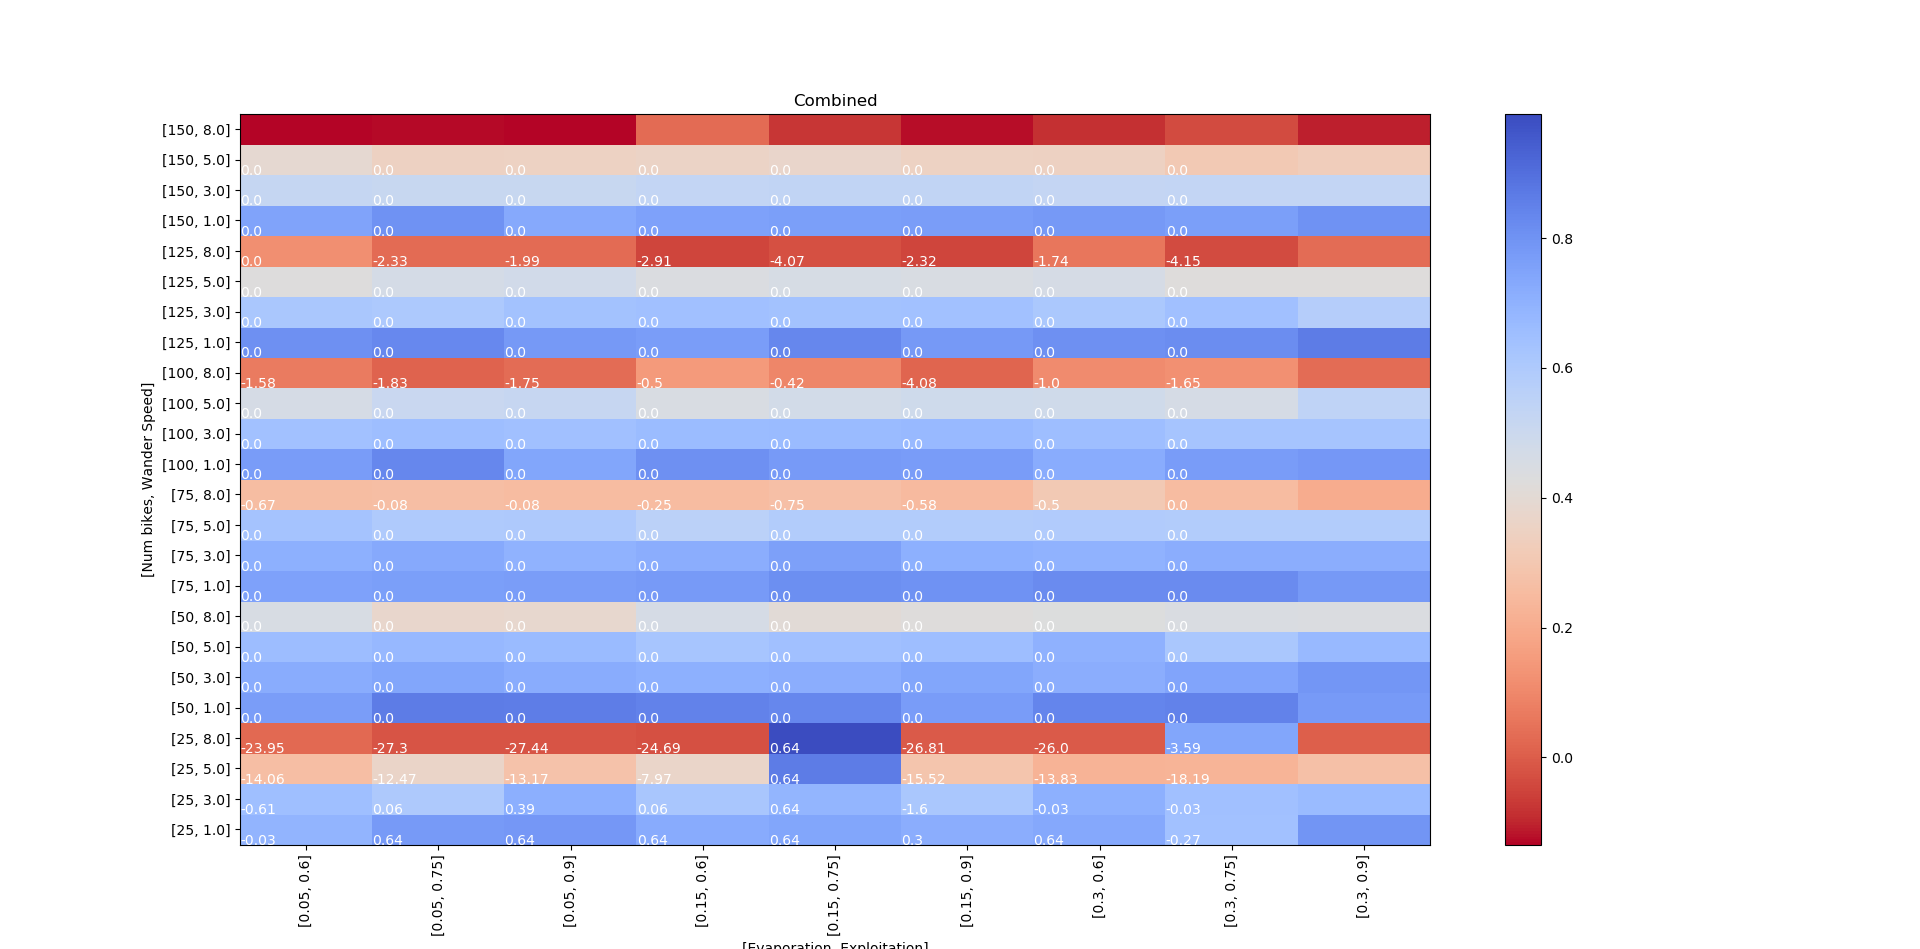 Combined
[150, 8.0]
[150, 5.0] 0.0 0.0 0.0 0.0 0.0 0.0 0.0 0.0
[150, 3.0] 0.0 0.0 0.0 0.0 0.0 0.0 0.0 0.0
[150, 1.0] 0.0 0.0 0.0 0.0 0.0 0.0 0.0 0.0
[125, 8.0] 0.0 -2.33 -1.99 -2.91 -4.07 -2.32 -1.74 -4.15
[125, 5.0] 0.0 0.0 0.0 0.0 0.0 0.0 0.0 0.0
[125, 3.0] 0.0 0.0 0.0 0.0 0.0 0.0 0.0 0.0
[125, 1.0] 0.0 0.0 0.0 0.0 0.0 0.0 0.0 0.0
[100, 8.0] -1.58 -1.83 -1.75 -0.5 -0.42 -4.08 -1.0 -1.65
[100, 5.0] 0.0 0.0 0.0 0.0 0.0 0.0 0.0 0.0
[100, 3.0] 0.0 0.0 0.0 0.0 0.0 0.0 0.0 0.0
[100, 1.0] 0.0 0.0 0.0 0.0 0.0 0.0 0.0 0.0
[75, 8.0] -0.67 -0.08 -0.08 -0.25 -0.75 -0.58 -0.5 0.0
[75, 5.0] 0.0 0.0 0.0 0.0 0.0 0.0 0.0 0.0
[75, 3.0] 0.0 0.0 0.0 0.0 0.0 0.0 0.0 0.0
[75, 1.0] 0.0 0.0 0.0 0.0 0.0 0.0 0.0 0.0
[50, 8.0] 0.0 0.0 0.0 0.0 0.0 0.0 0.0 0.0
[50, 5.0] 0.0 0.0 0.0 0.0 0.0 0.0 0.0 0.0
[50, 3.0] 0.0 0.0 0.0 0.0 0.0 0.0 0.0 0.0
[50, 1.0] 0.0 0.0 0.0 0.0 0.0 0.0 0.0 0.0
[25, 8.0] -23.95 -27.3 -27.44 -24.69 0.64 -26.81 -26.0 -3.59
[25, 5.0] -14.06 -12.47 -13.17 -7.97 0.64 -15.52 -13.83 -18.19
[25, 3.0] -0.61 0.06 0.39 0.06 0.64 -1.6 -0.03 -0.03
[25, 1.0] -0.03 0.64 0.64 0.64 0.64 0.3 0.64 -0.27
[Num bikes, Wander Speed]
[0.05, 0.6]
[0.05, 0.75]
[0.05, 0.9]
[0.15, 0.6]
[0.15, 0.75]
[0.15, 0.9]
[0.3, 0.6]
[0.3, 0.75]
[0.3, 0.9]
[Evaporation, Exploitation]
0.8
0.6
0.4
0.2
0.0